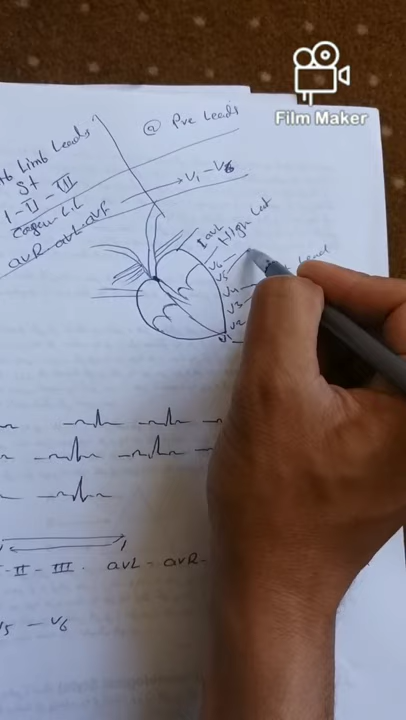 Film Maker
Limb Leads
@ Pre Leads
St
I - II - III
V1 - V6
aVR aVL aVF
I aVL
High Lat
V6
V5
V4
V3
V2
V1
II - III - aVL - aVR -
V5 - V6